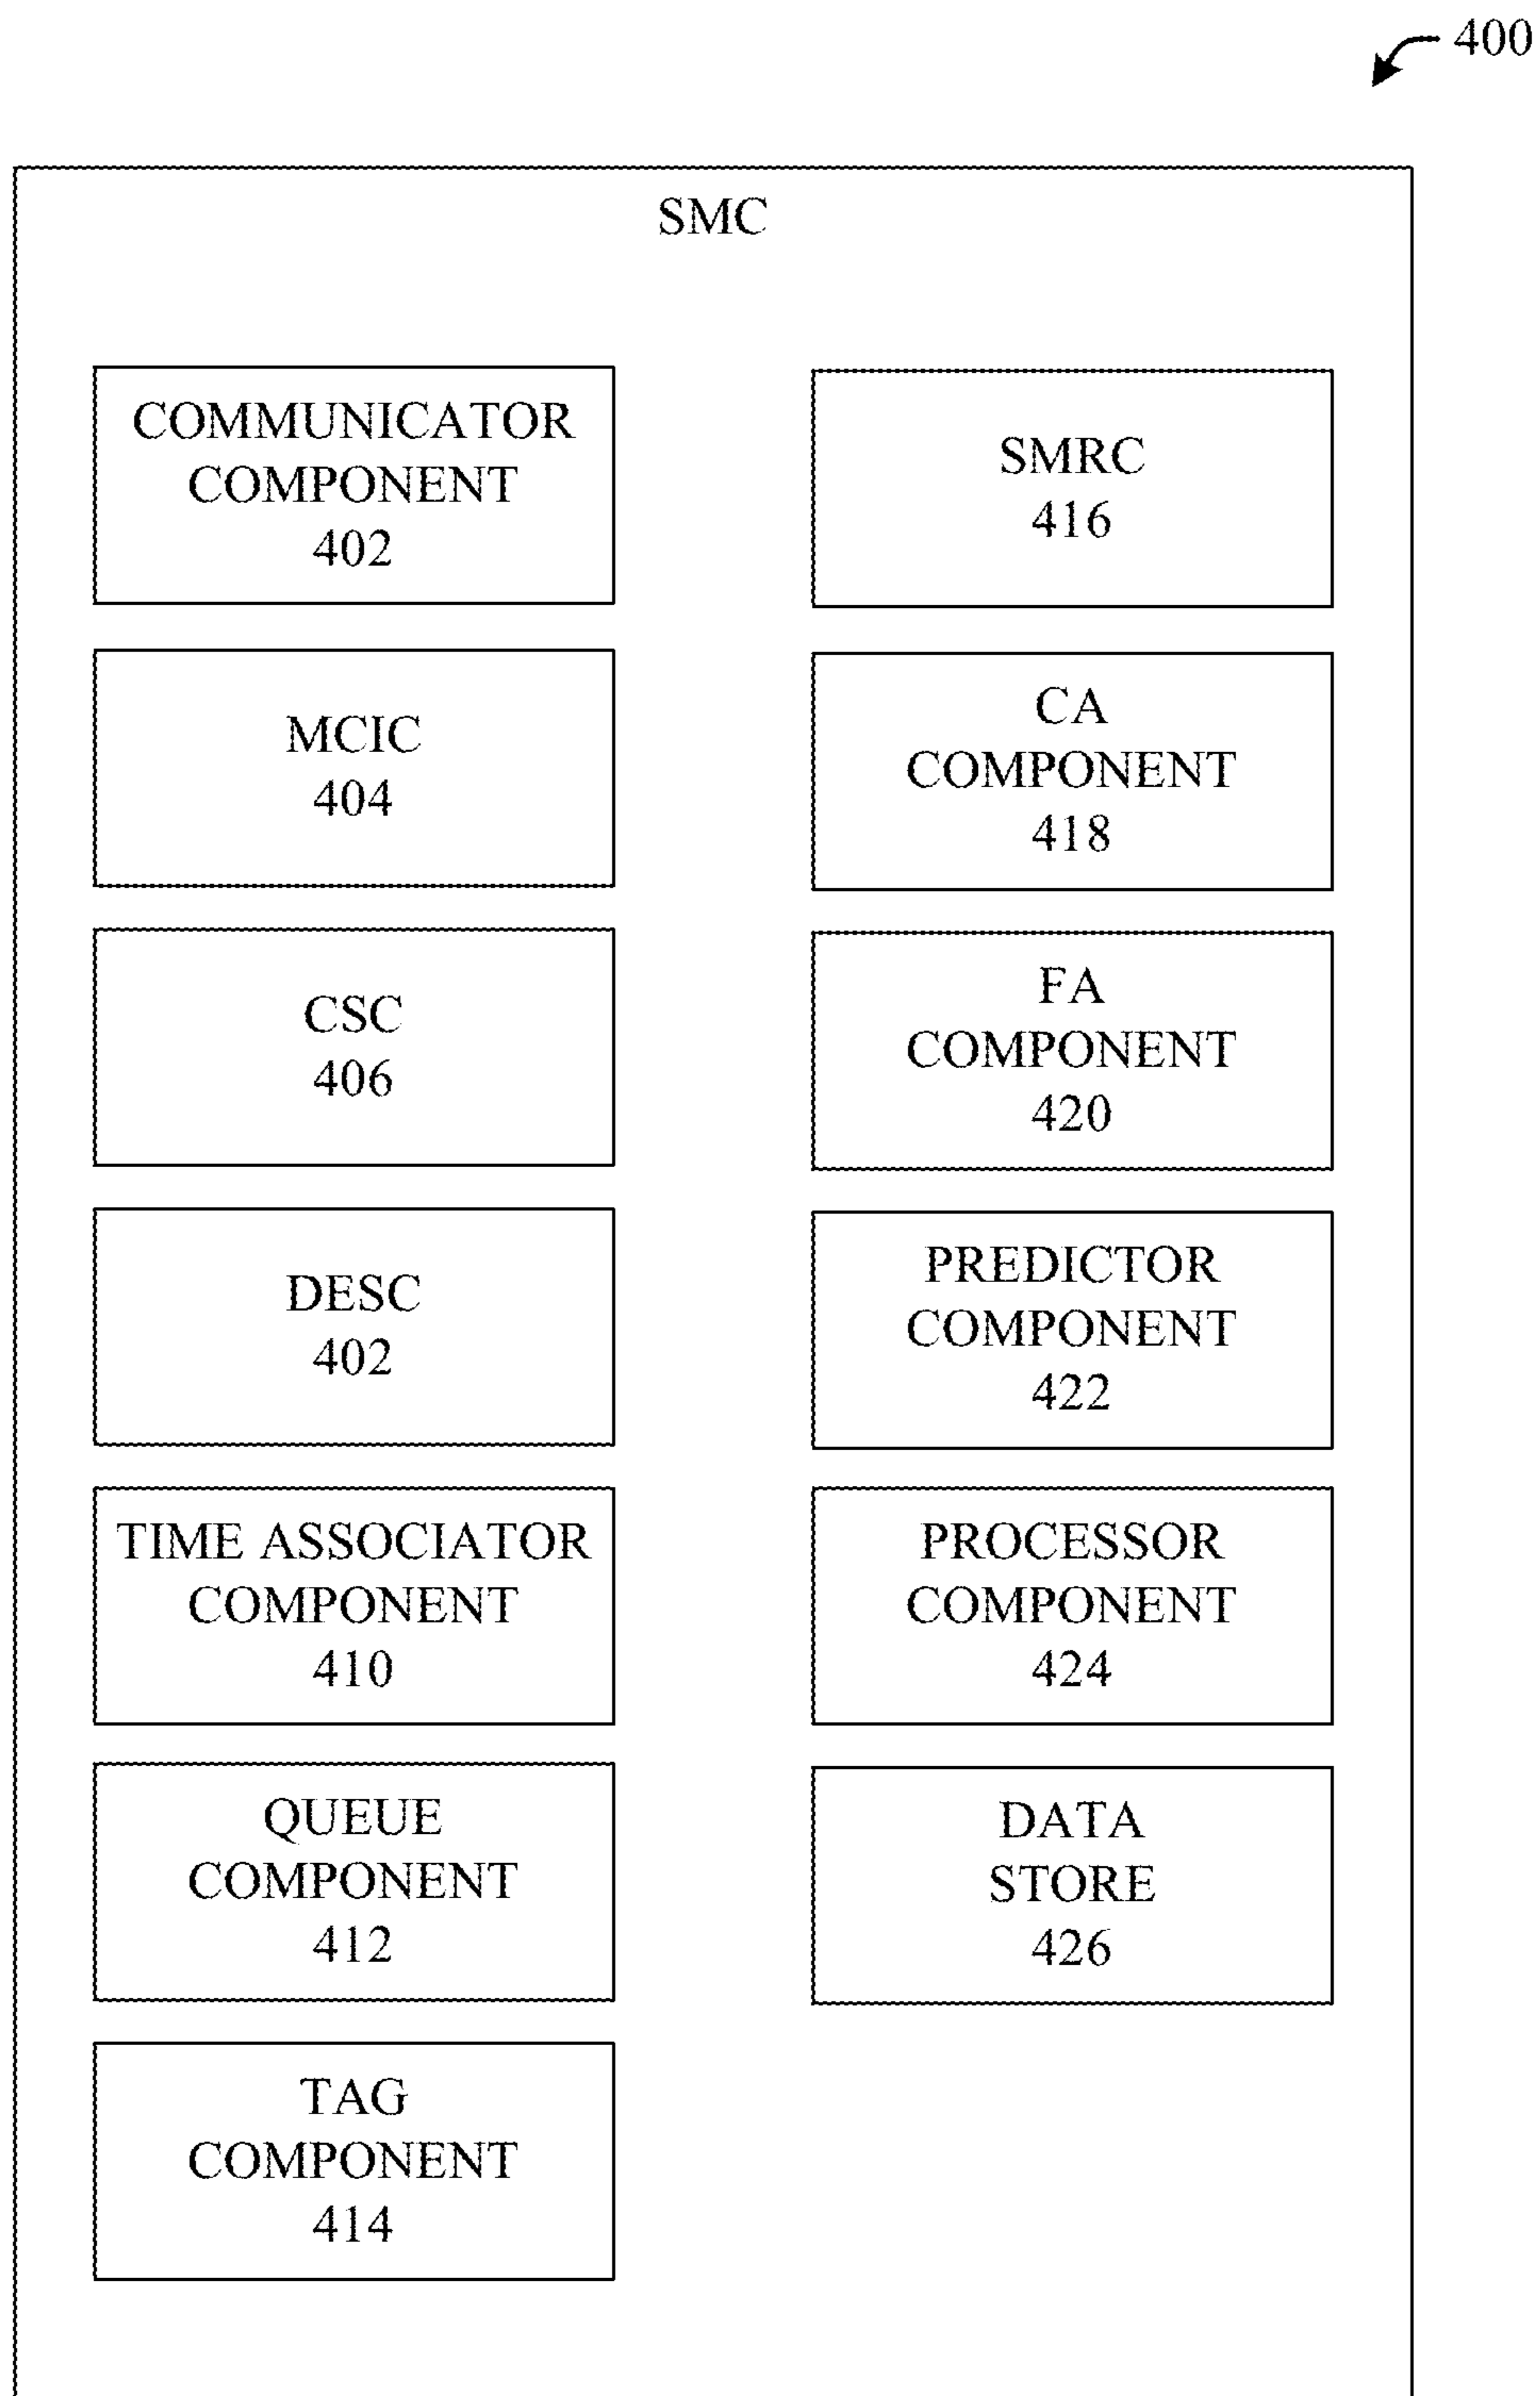 400
SMC
COMMUNICATOR
COMPONENT
402
MCIC
404
CSC
406
DESC
402
TIME ASSOCIATOR
COMPONENT
410
QUEUE
COMPONENT
412
TAG
COMPONENT
414
SMRC
416
CA
COMPONENT
418
FA
COMPONENT
420
PREDICTOR
COMPONENT
422
PROCESSOR
COMPONENT
424
DATA
STORE
426